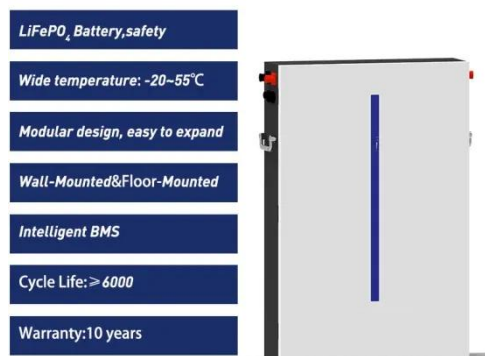 LiFePO₄ Battery,safety
Wide temperature: -20~55℃
Modular design, easy to expand
Wall-Mounted&Floor-Mounted
Intelligent BMS
Cycle Life:≥6000
Warranty:10 years